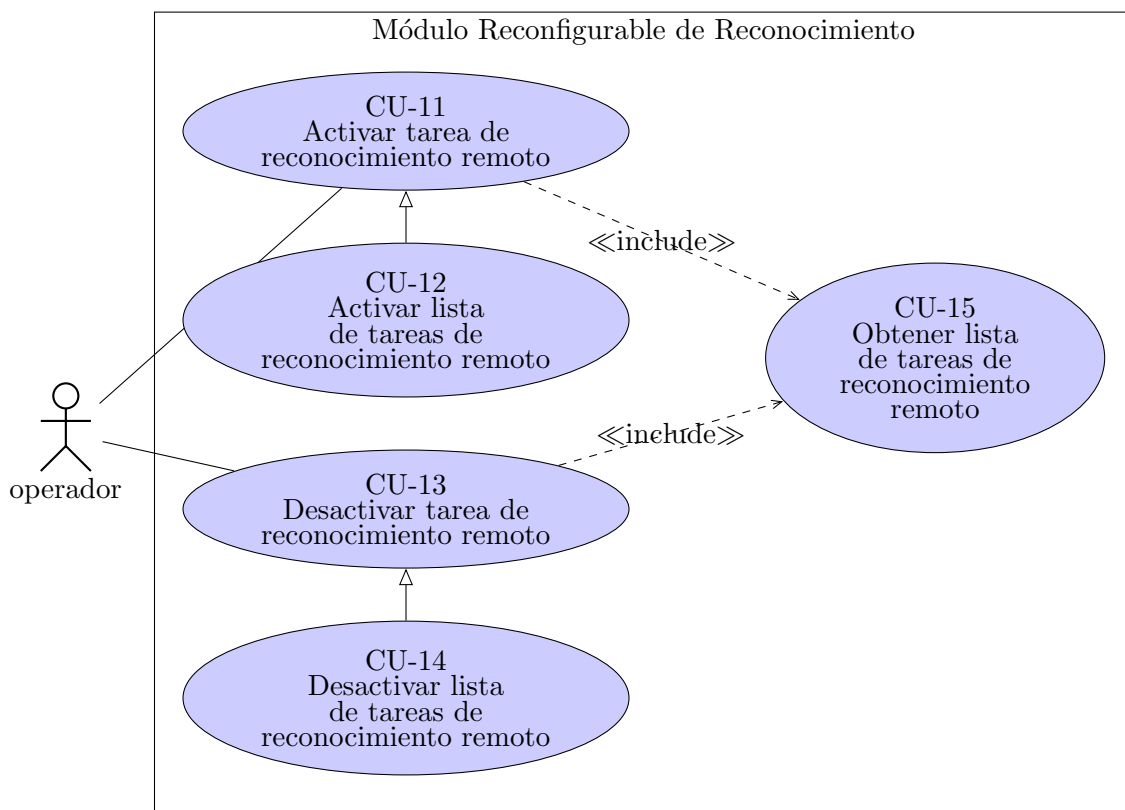 Módulo Reconfigurable de Reconocimiento
CU-11
Activar tarea de
reconocimiento remoto
≪include≫
CU-12
Activar lista
de tareas de
reconocimiento remoto
CU-15
Obtener lista
de tareas de
reconocimiento
remoto
operador
≪include≫
CU-13
Desactivar tarea de
reconocimiento remoto
CU-14
Desactivar lista
de tareas de
reconocimiento remoto